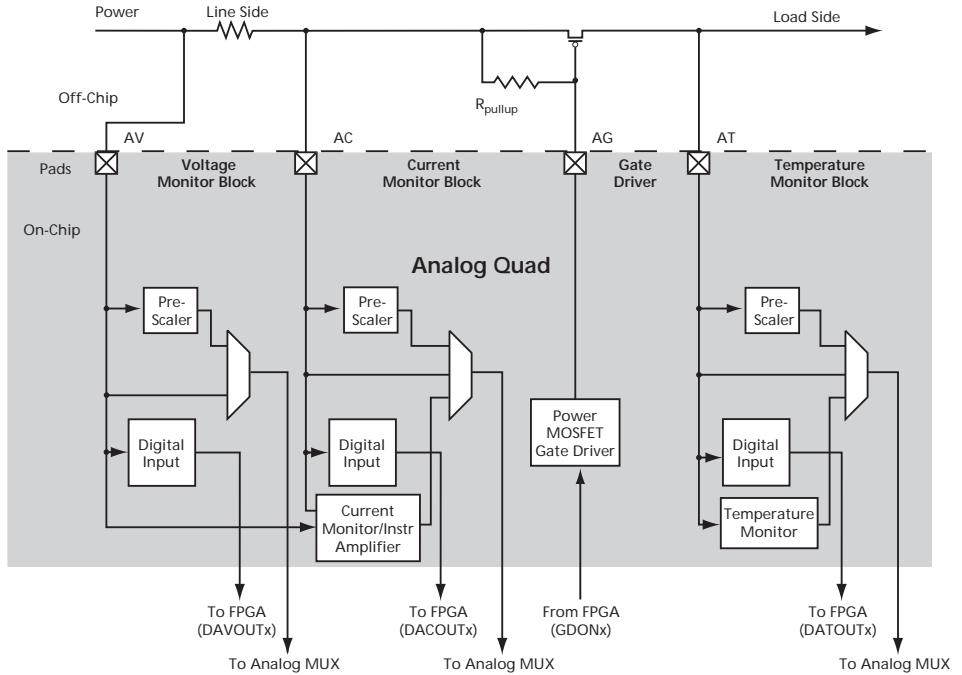 Power
Line Side
Load Side
Off-Chip
Rpullup
AV
AC
AG
AT
Pads
Voltage
Monitor Block
Current
Monitor Block
Gate
Driver
Temperature
Monitor Block
On-Chip
Analog Quad
Pre-
Scaler
Pre-
Scaler
Pre-
Scaler
Power
MOSFET
Gate Driver
Digital
Input
Digital
Input
Digital
Input
Current
Monitor/Instr
Amplifier
Temperature
Monitor
To FPGA
(DAVOUTx)
To FPGA
(DACOUTx)
From FPGA
(GDONx)
To FPGA
(DATOUTx)
To Analog MUX
To Analog MUX
To Analog MUX